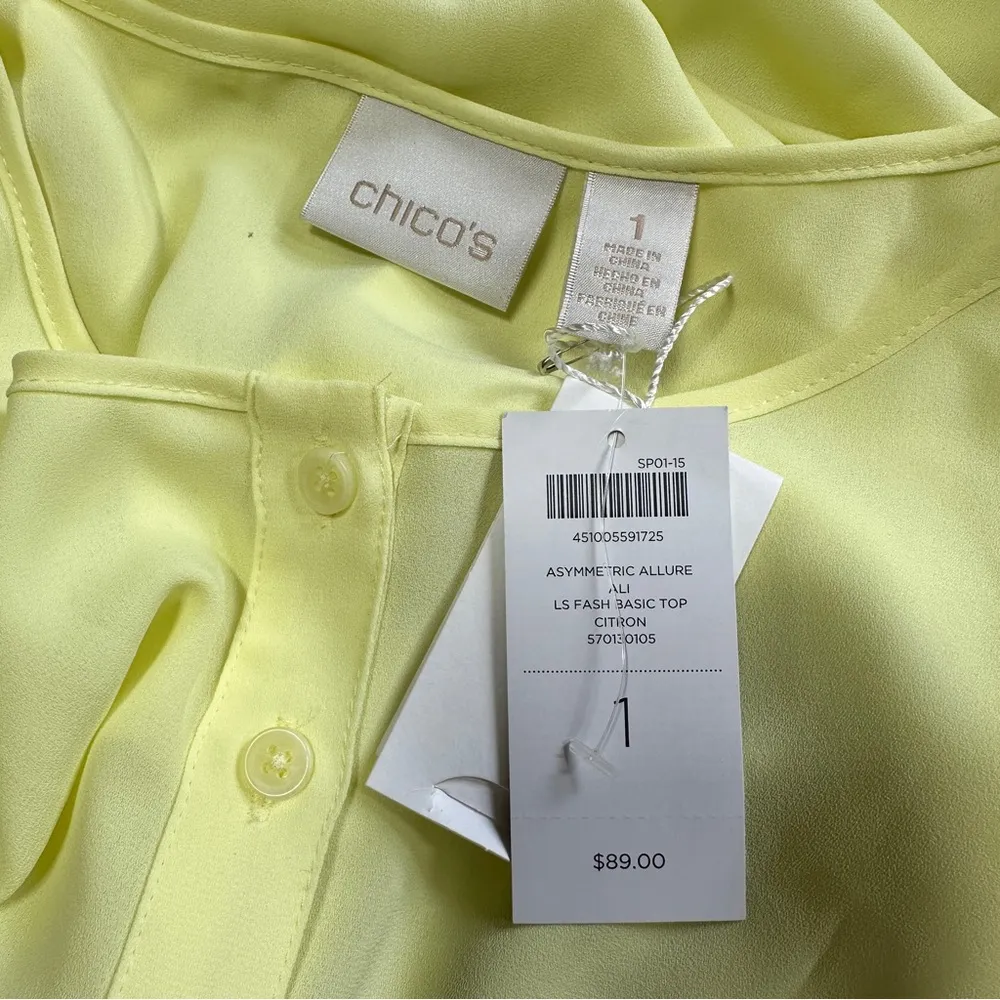 chico's
1
MADE IN
CHINA
HECHO EN
CHINA
FABRIQUÉ EN
CHINE
SP01-15
451005591725
ASYMMETRIC ALLURE
ALI
LS FASH BASIC TOP
CITRON
570130105
1
$89.00